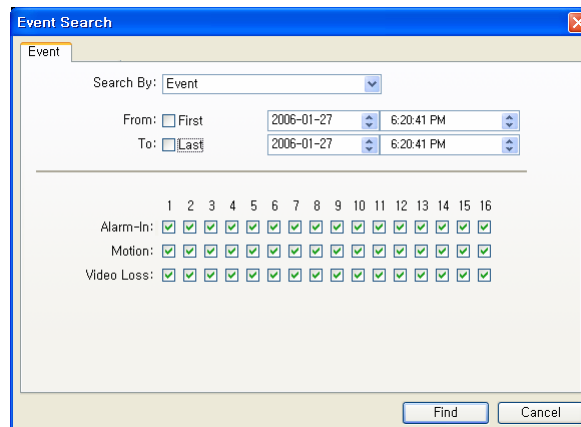 Event Search
Event
Search By: Event
From: First 2006-01-27 6:20:41 PM
To: Last 2006-01-27 6:20:41 PM
1 2 3 4 5 6 7 8 9 10 11 12 13 14 15 16
Alarm-In:
Motion:
Video Loss:
Find Cancel